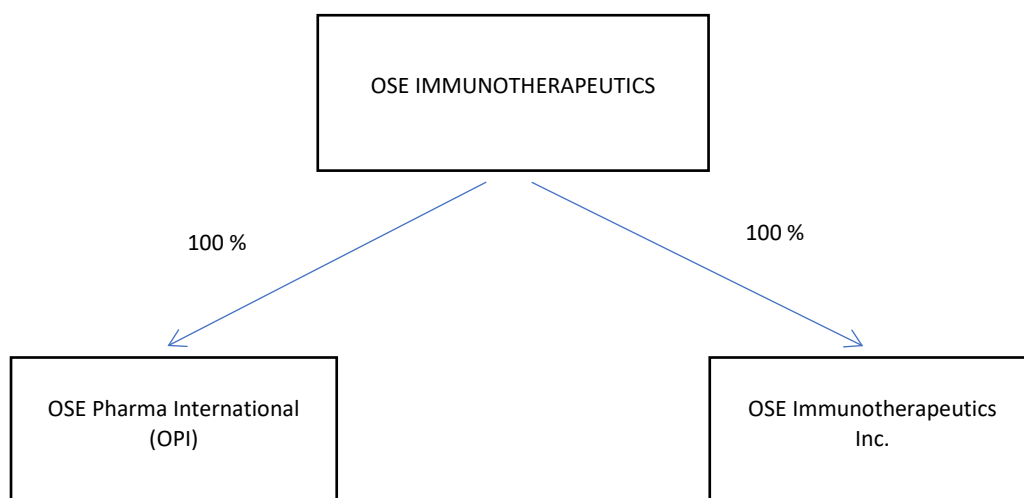 OSE IMMUNOTHERAPEUTICS
100 %
100 %
OSE Pharma International
(OPI)
OSE Immunotherapeutics
Inc.